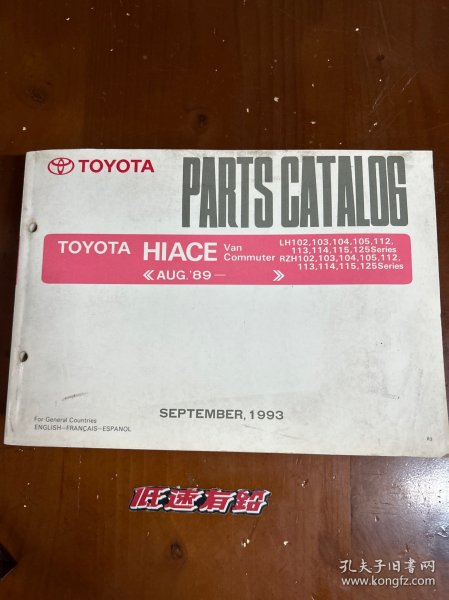 TOYOTA
PARTS CATALOG
TOYOTA HIACE Van Commuter
LH102,103,104,105,112,
113,114,115,125Series
RZH102,103,104,105,112,
113,114,115,125Series
≪AUG.'89— ≫
For General Countries
ENGLISH—FRANÇAIS—ESPANOL
SEPTEMBER, 1993
低速有鉛
孔夫子旧书网
www.kongfz.com